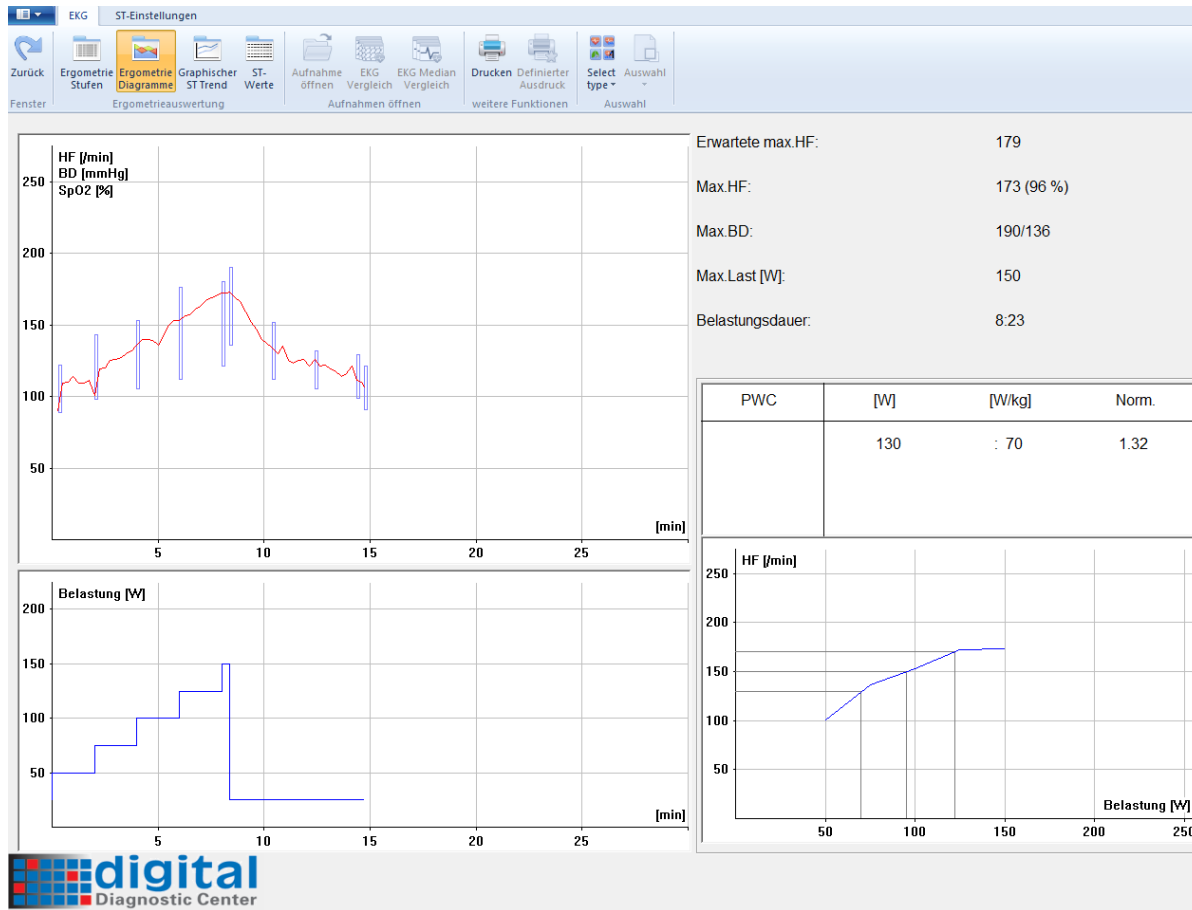 EKG ST-Einstellungen
Zurück
Ergometrie Stufen
Ergometrie Diagramme
Graphischer ST Trend
ST-Werte
Aufnahme öffnen
EKG Vergleich
EKG Median Vergleich
Drucken
Definierter Ausdruck
Select type
Auswahl
Fenster
Ergometrieauswertung
Aufnahmen öffnen
weitere Funktionen
Auswahl
HF [/min]
BD [mmHg]
SpO2 [%]
250
200
150
100
50
[min]
5 10 15 20 25
Belastung [W]
200
150
100
50
[min]
5 10 15 20 25
Erwartete max.HF: 179
Max.HF: 173 (96 %)
Max.BD: 190/136
Max.Last [W]: 150
Belastungsdauer: 8:23
PWC [W] [W/kg] Norm.
130 : 70 1.32
HF [/min]
250
200
150
100
50
Belastung [W]
50 100 150 200 250
digital
Diagnostic Center